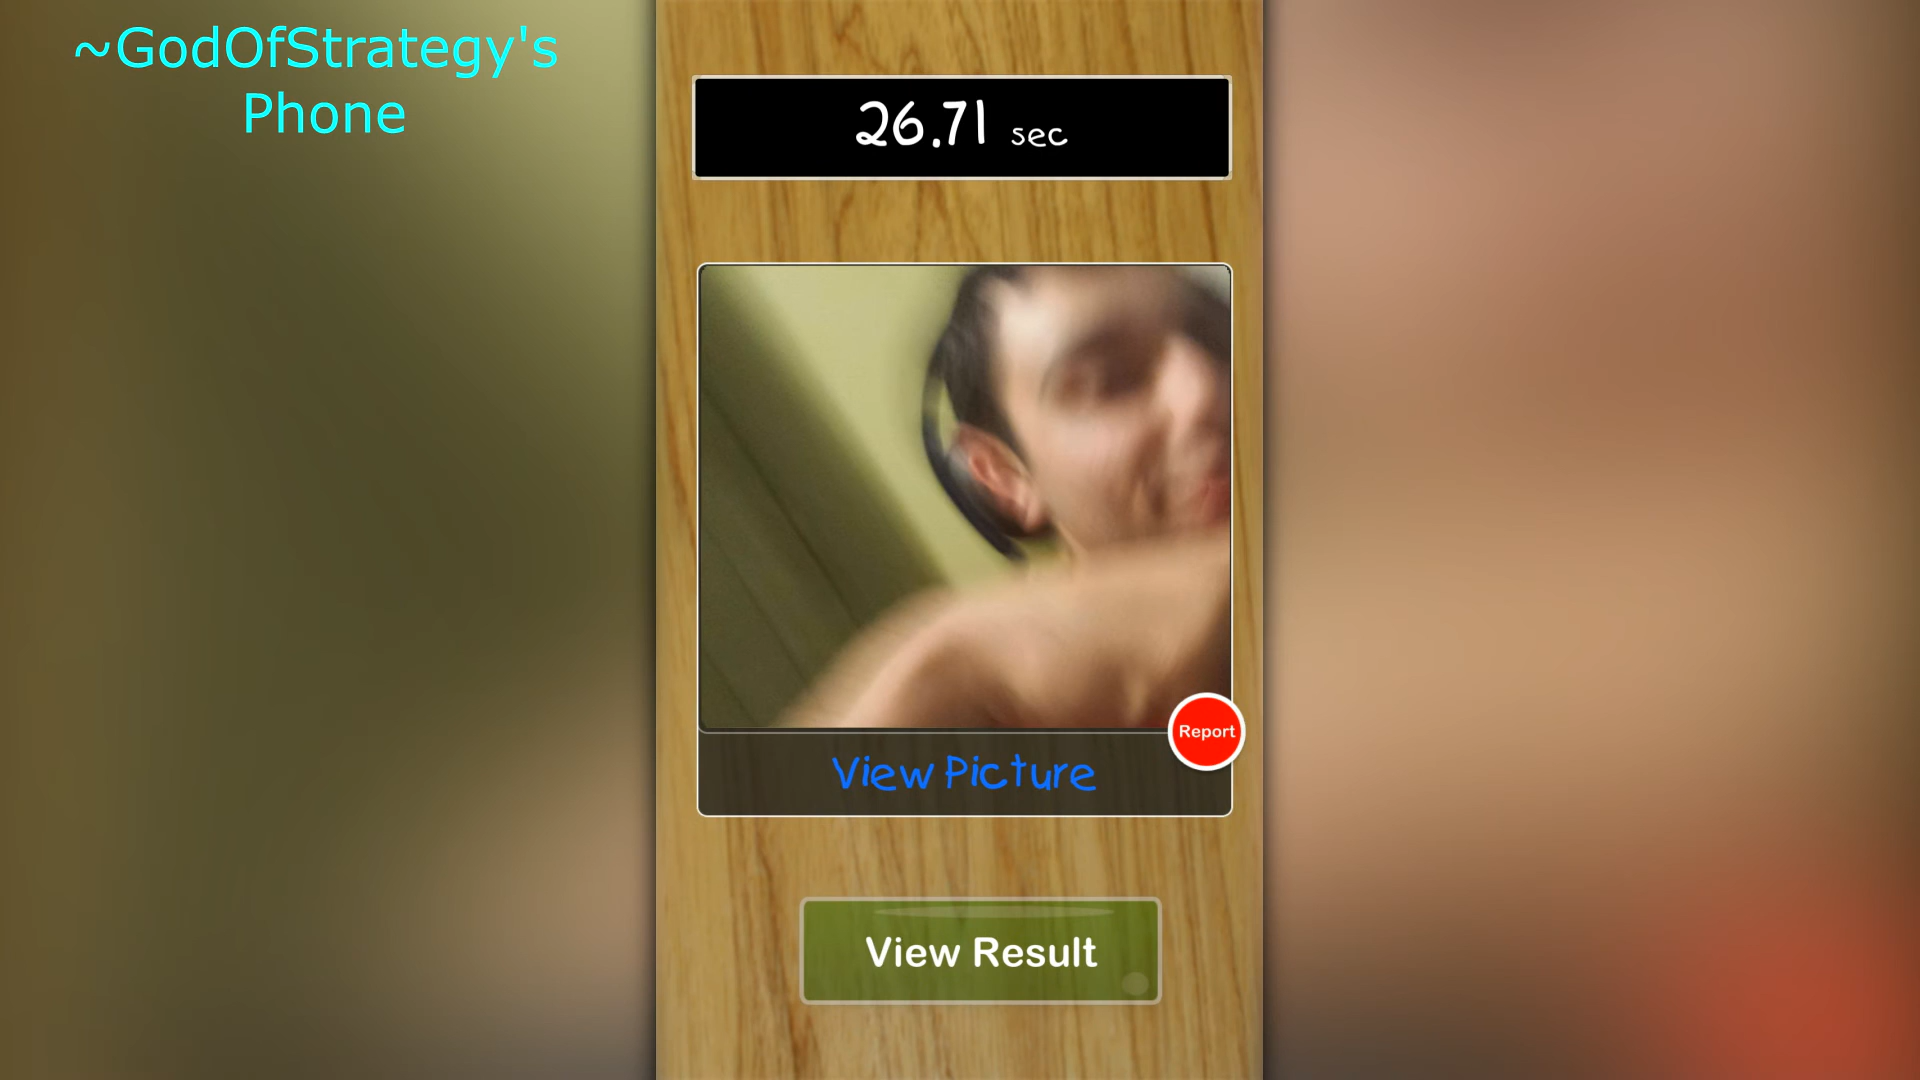 ~GodOfStrategy's
Phone
26.71 sec
Report
View Picture
View Result